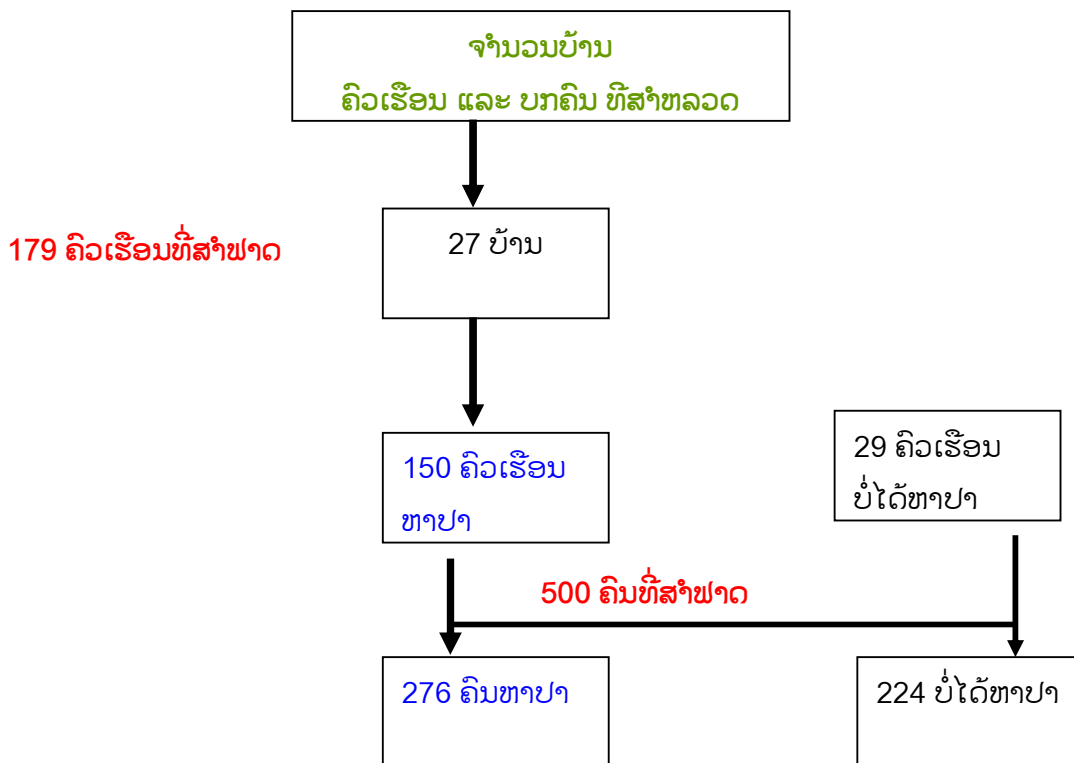 ຈຳນວນບ້ານ
ຄົວເຮືອນ ແລະ ບກຄົນ ທີສຳຫລວດ
179 ຄົວເຮືອນທີ່ສຳຟາດ
27 ບ້ານ
150 ຄົວເຮືອນ
ຫາປາ
29 ຄົວເຮືອນ
ບໍ່ໄດ້ຫາປາ
500 ຄົນທີ່ສຳຟາດ
276 ຄົນຫາປາ
224 ບໍ່ໄດ້ຫາປາ